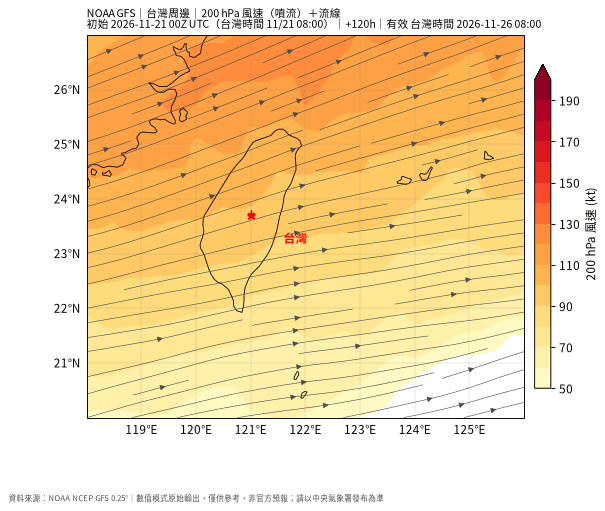 NOAA GFS｜台灣周邊｜200 hPa 風速（噴流）＋流線
初始 2026-11-21 00Z UTC（台灣時間 11/21 08:00）｜+120h｜有效 台灣時間 2026-11-26 08:00
26°N
25°N
24°N
23°N
22°N
21°N
台灣
119°E
120°E
121°E
122°E
123°E
124°E
125°E
190
170
150
130
110
90
70
50
200 hPa 風速 (kt)
資料來源：NOAA NCEP GFS 0.25°｜數值模式原始輸出，僅供參考，非官方預報；請以中央氣象署發布為準